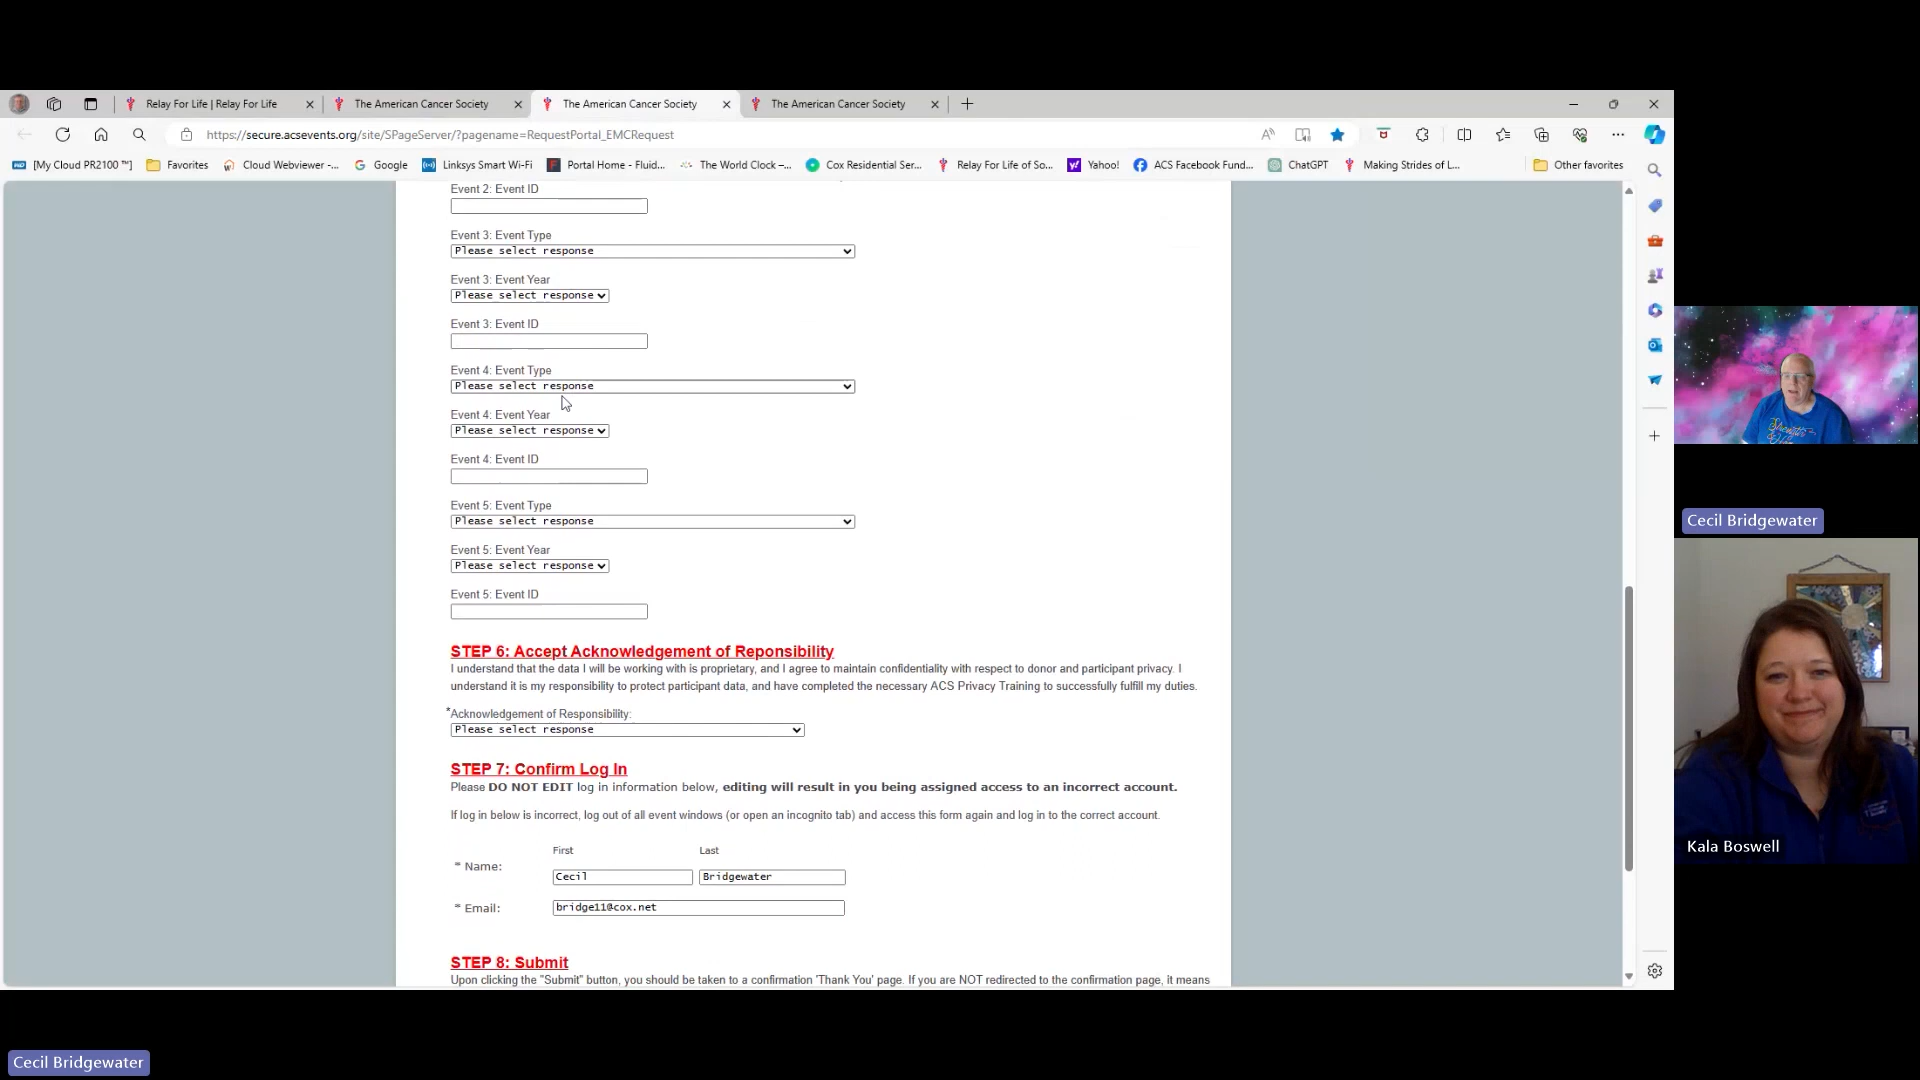 Relay For Life | Relay For Life
The American Cancer Society
The American Cancer Society
The American Cancer Society
https://secure.acsevents.org/site/SPageServer/?pagename=RequestPortal_EMCRequest
[My Cloud PR2100 ™]
Favorites
Cloud Webviewer -...
Google
Linksys Smart Wi-Fi
Portal Home - Fluid...
The World Clock —...
Cox Residential Ser...
Relay For Life of So...
Yahoo!
ACS Facebook Fund...
ChatGPT
Making Strides of L...
Other favorites
Event 2: Event ID
Event 3: Event Type
Please select response
Event 3: Event Year
Please select response
Event 3: Event ID
Event 4: Event Type
Please select response
Event 4: Event Year
Please select response
Event 4: Event ID
Event 5: Event Type
Please select response
Event 5: Event Year
Please select response
Event 5: Event ID
STEP 6: Accept Acknowledgement of Reponsibility
I understand that the data I will be working with is proprietary, and I agree to maintain confidentiality with respect to donor and participant privacy. I
understand it is my responsibility to protect participant data, and have completed the necessary ACS Privacy Training to successfully fulfill my duties.
*Acknowledgement of Responsibility:
Please select response
STEP 7: Confirm Log In
Please DO NOT EDIT log in information below, editing will result in you being assigned access to an incorrect account.
If log in below is incorrect, log out of all event windows (or open an incognito tab) and access this form again and log in to the correct account.
First Last
* Name:
Cecil Bridgewater
* Email: bridge11@cox.net
STEP 8: Submit
Upon clicking the "Submit" button, you should be taken to a confirmation 'Thank You' page. If you are NOT redirected to the confirmation page, it means
Cecil Bridgewater
Kala Boswell
Cecil Bridgewater